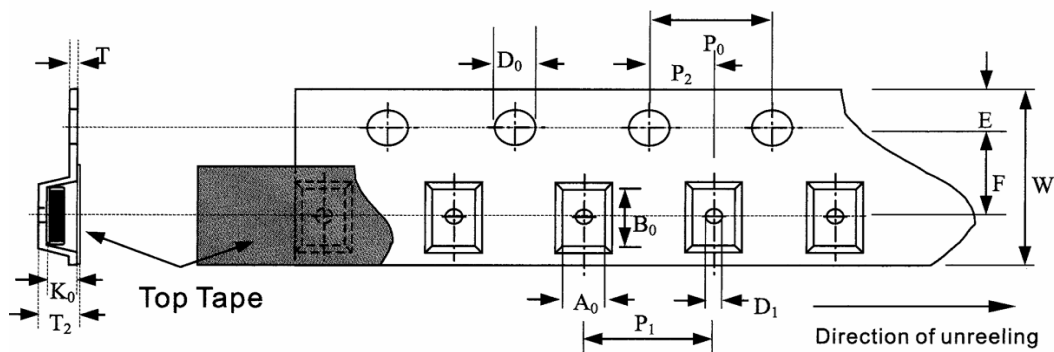 T
D₀
P₀
P₂
E
F
W
B₀
K₀
Top Tape
A₀
D₁
T₂
P₁
Direction of unreeling